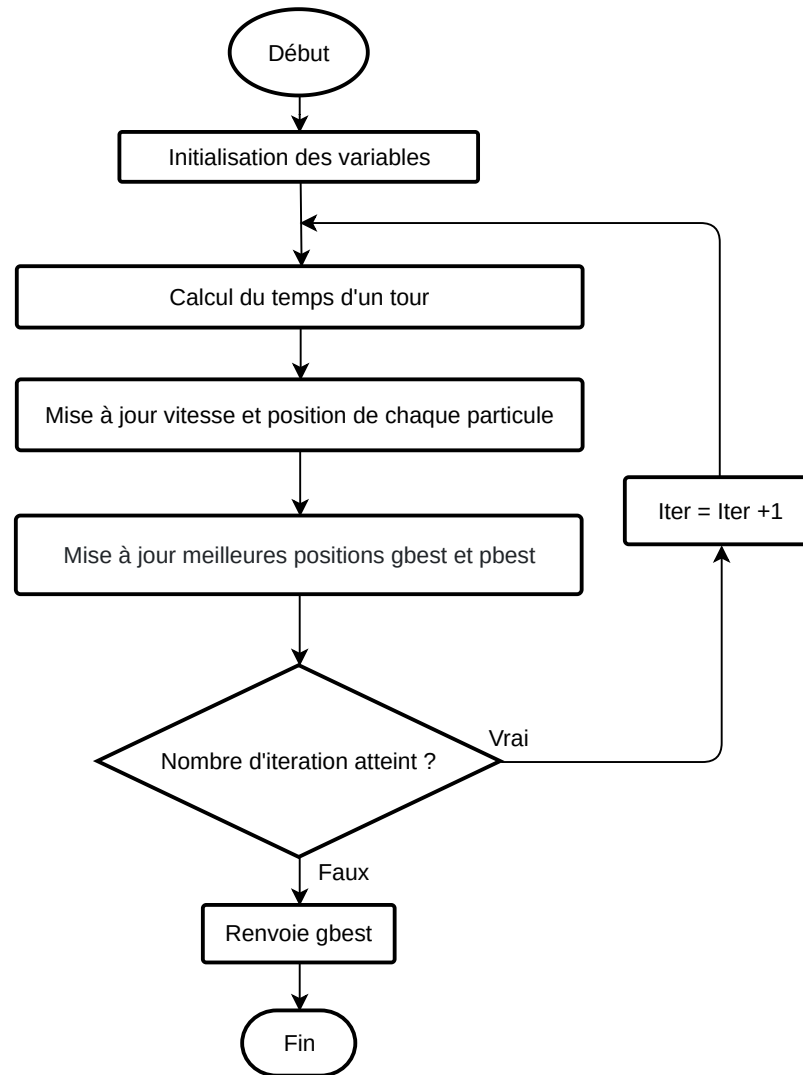 Début
Initialisation des variables
Calcul du temps d'un tour
Mise à jour vitesse et position de chaque particule
Iter = Iter +1
Mise à jour meilleures positions gbest et pbest
Vrai
Nombre d'iteration atteint ?
Faux
Renvoie gbest
Fin